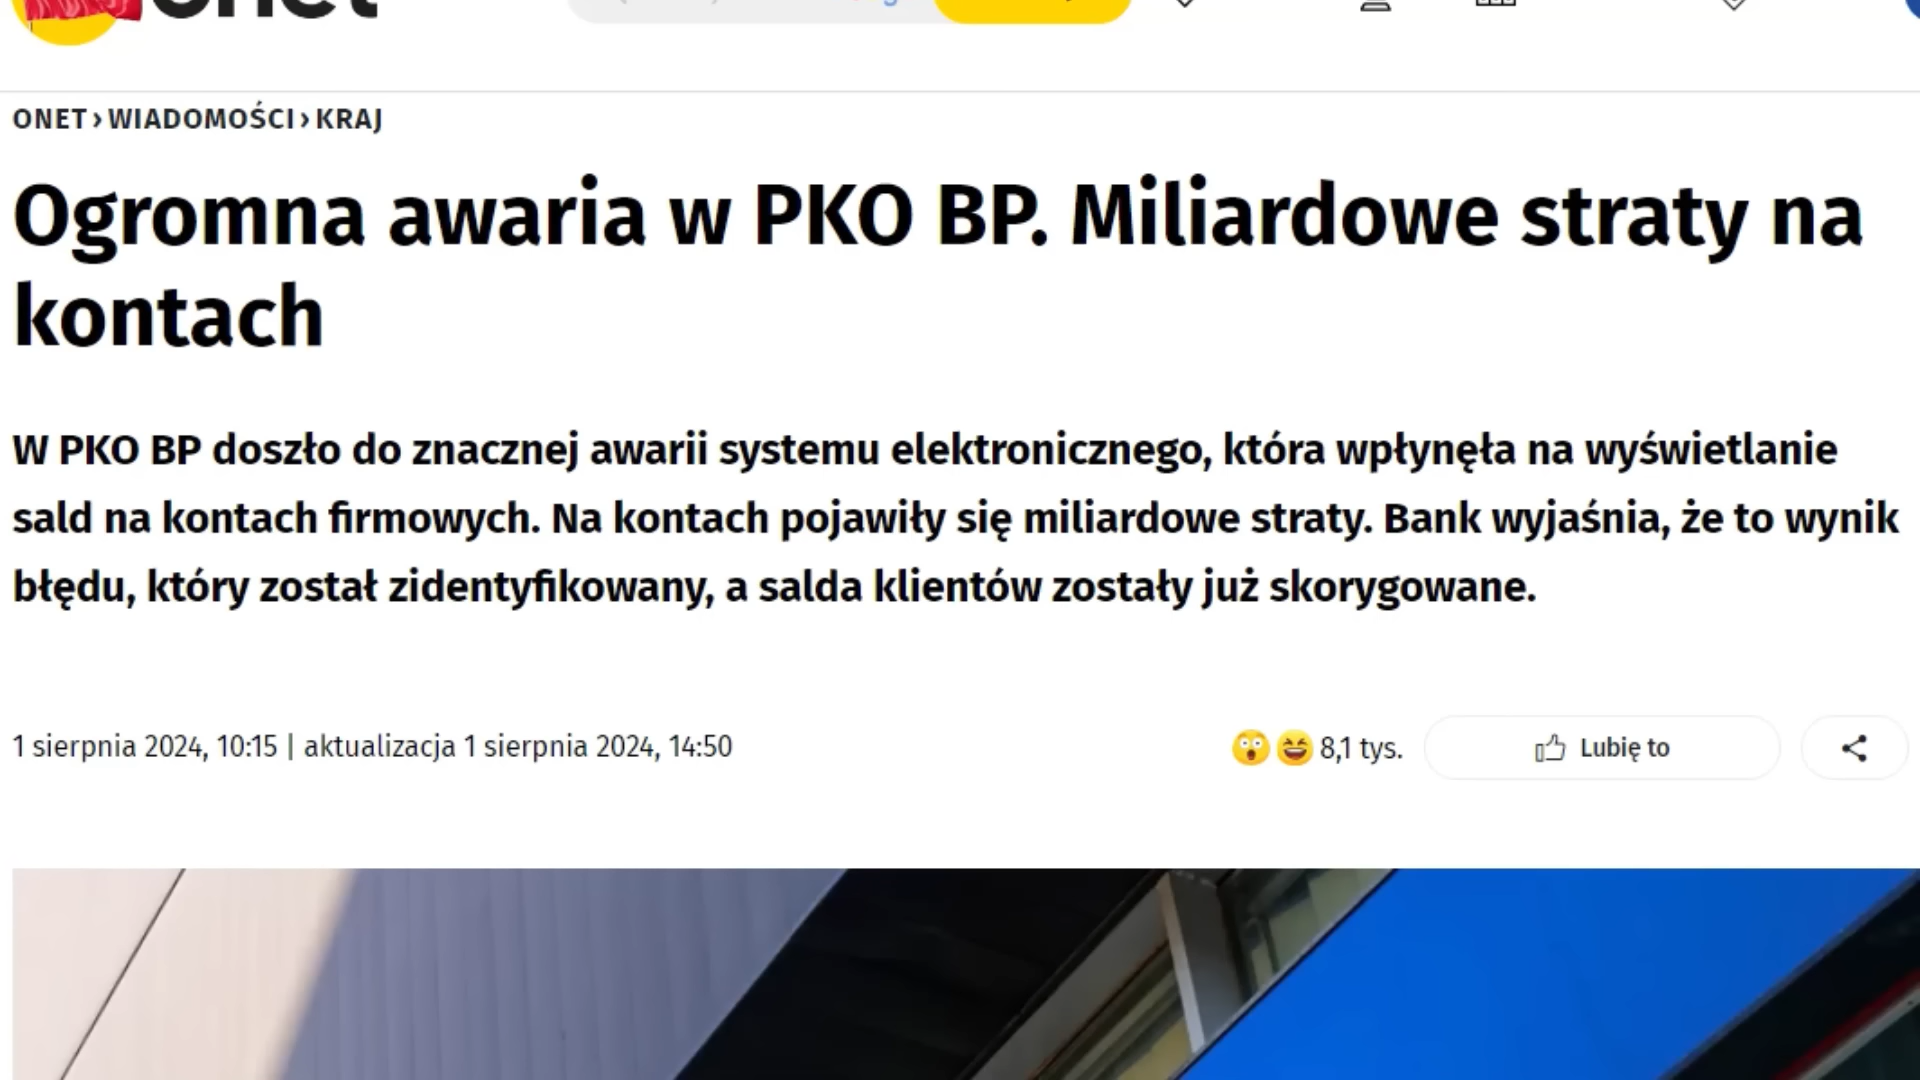 onet
ONET › WIADOMOŚCI › KRAJ
Ogromna awaria w PKO BP. Miliardowe straty na
kontach
W PKO BP doszło do znacznej awarii systemu elektronicznego, która wpłynęła na wyświetlanie
sald na kontach firmowych. Na kontach pojawiły się miliardowe straty. Bank wyjaśnia, że to wynik
błędu, który został zidentyfikowany, a salda klientów zostały już skorygowane.
1 sierpnia 2024, 10:15 | aktualizacja 1 sierpnia 2024, 14:50
8,1 tys.
Lubię to